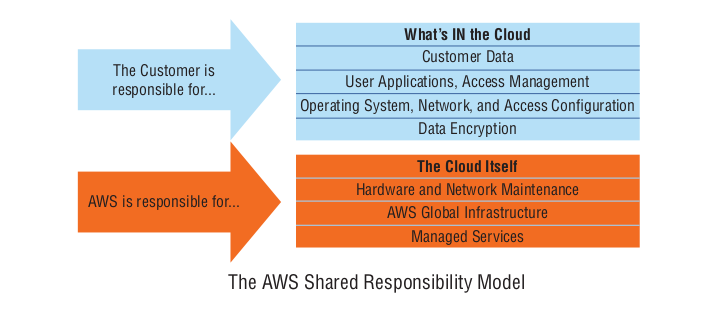 The Customer is
responsible for...
What's IN the Cloud
Customer Data
User Applications, Access Management
Operating System, Network, and Access Configuration
Data Encryption
AWS is responsible for...
The Cloud Itself
Hardware and Network Maintenance
AWS Global Infrastructure
Managed Services
The AWS Shared Responsibility Model